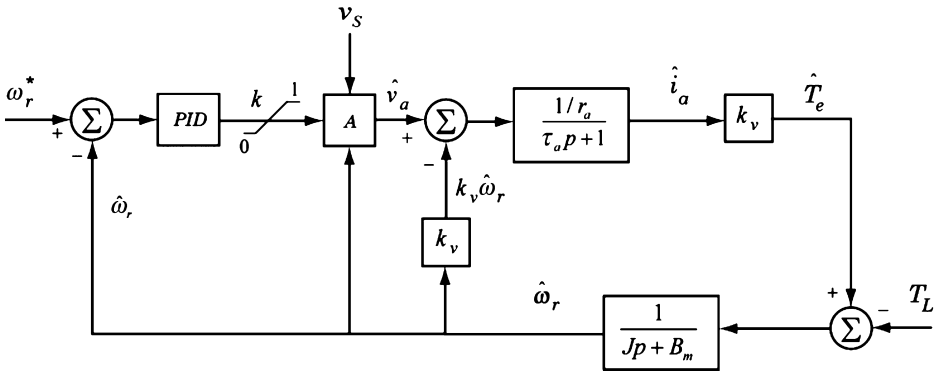 v_S
ω_r^*
+
Σ
−
PID
k
1
0
A
v̂_a
+
Σ
−
1 / r_a
τ_a p + 1
î_a
k_v
T̂_e
ω̂_r
k_v ω̂_r
k_v
ω̂_r
1
Jp + B_m
+
Σ
−
T_L